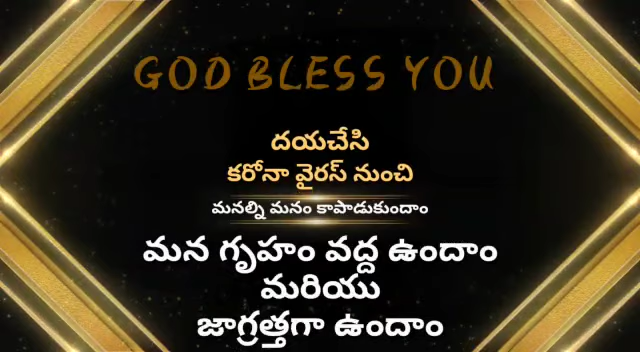 GOD BLESS YOU
దయచేసి
కరోనా వైరస్ నుంచి
మనల్ని మనం కాపాడుకుందాం
మన గృహం వద్ద ఉందాం
మరియు
జాగ్రత్తగా ఉందాం